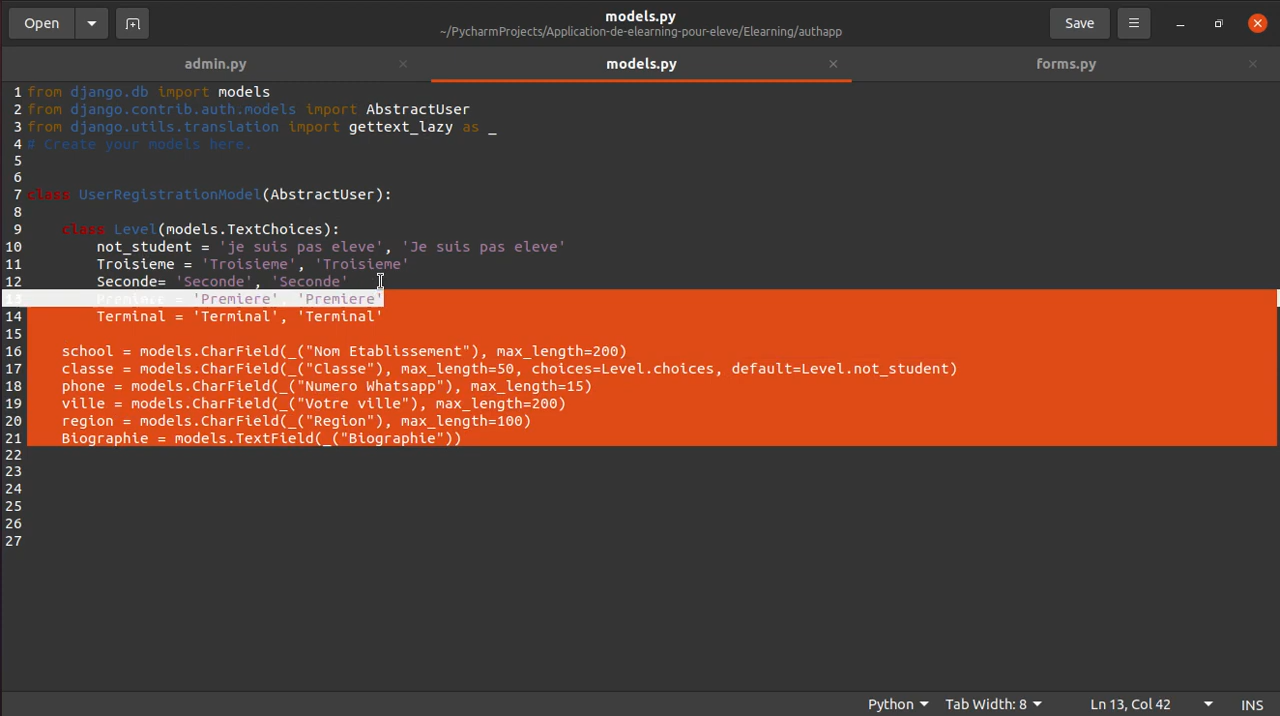 Open
models.py
~/PycharmProjects/Application-de-elearning-pour-eleve/Elearning/authapp
Save
admin.py
models.py
forms.py
1 from django.db import models
2 from django.contrib.auth.models import AbstractUser
3 from django.utils.translation import gettext_lazy as _
4 # Create your models here.
5
6
7 class UserRegistrationModel(AbstractUser):
8
9     class Level(models.TextChoices):
10         not_student = 'je suis pas eleve', 'Je suis pas eleve'
11         Troisieme = 'Troisieme', 'Troisieme'
12         Seconde= 'Seconde', 'Seconde'
13         = 'Premiere', 'Premiere'
14         Terminal = 'Terminal', 'Terminal'
15
16     school = models.CharField(_("Nom Etablissement"), max_length=200)
17     classe = models.CharField(_("Classe"), max_length=50, choices=Level.choices, default=Level.not_student)
18     phone = models.CharField(_("Numero Whatsapp"), max_length=15)
19     ville = models.CharField(_("Votre ville"), max_length=200)
20     region = models.CharField(_("Region"), max_length=100)
21     Biographie = models.TextField(_("Biographie"))
22
23
24
25
26
27
Python
Tab Width: 8
Ln 13, Col 42
INS